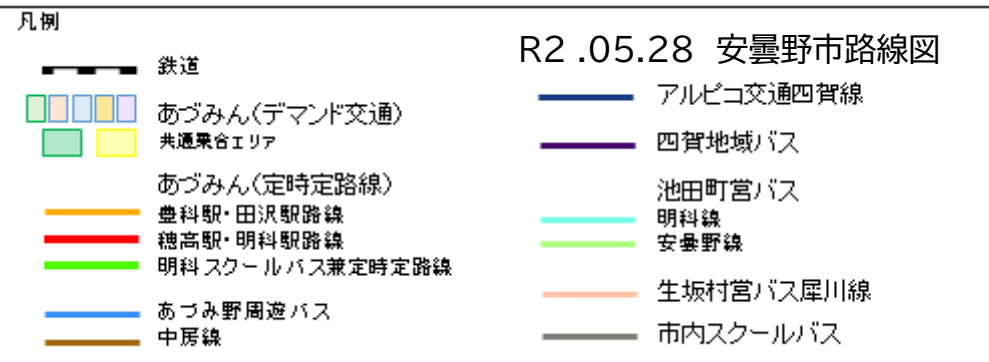 凡例
R2 .05.28 安曇野市路線図
鉄道
あづみん(デマンド交通)
共通乗合エリア
あづみん(定時定路線)
豊科駅・田沢駅路線
穂高駅・明科駅路線
明科スクールバス兼定時定路線
あづみ野周遊バス
中房線
アルピコ交通四賀線
四賀地域バス
池田町営バス
明科線
安曇野線
生坂村営バス犀川線
市内スクールバス